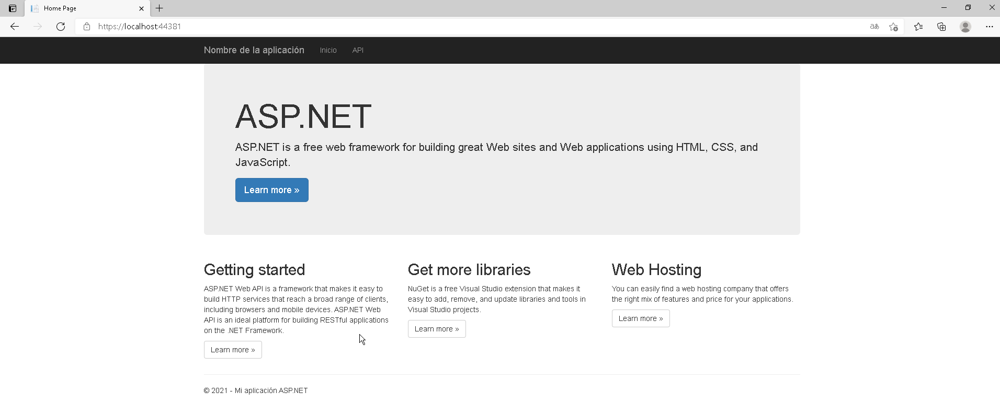 Home Page
https://localhost:44381
aあ
Nombre de la aplicación Inicio API
ASP.NET
ASP.NET is a free web framework for building great Web sites and Web applications using HTML, CSS, and
JavaScript.
Learn more »
Getting started
ASP.NET Web API is a framework that makes it easy to
build HTTP services that reach a broad range of clients,
including browsers and mobile devices. ASP.NET Web
API is an ideal platform for building RESTful applications
on the .NET Framework.
Learn more »
Get more libraries
NuGet is a free Visual Studio extension that makes it
easy to add, remove, and update libraries and tools in
Visual Studio projects.
Learn more »
Web Hosting
You can easily find a web hosting company that offers
the right mix of features and price for your applications.
Learn more »
© 2021 - Mi aplicación ASP.NET